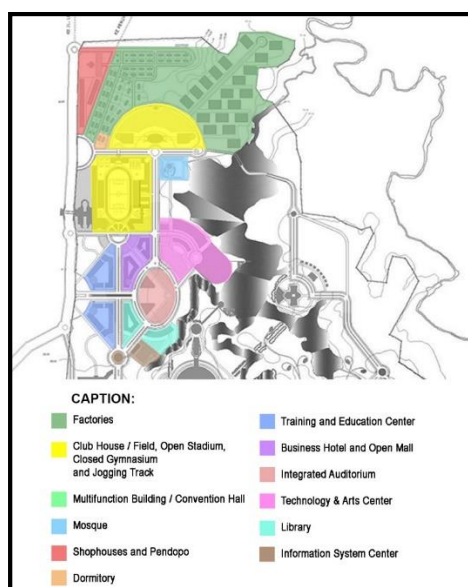 CAPTION:
Factories
Club House / Field, Open Stadium,
Closed Gymnasium
and Jogging Track
Multifunction Building / Convention Hall
Mosque
Shophouses and Pendopo
Dormitory
Training and Education Center
Business Hotel and Open Mall
Integrated Auditorium
Technology & Arts Center
Library
Information System Center